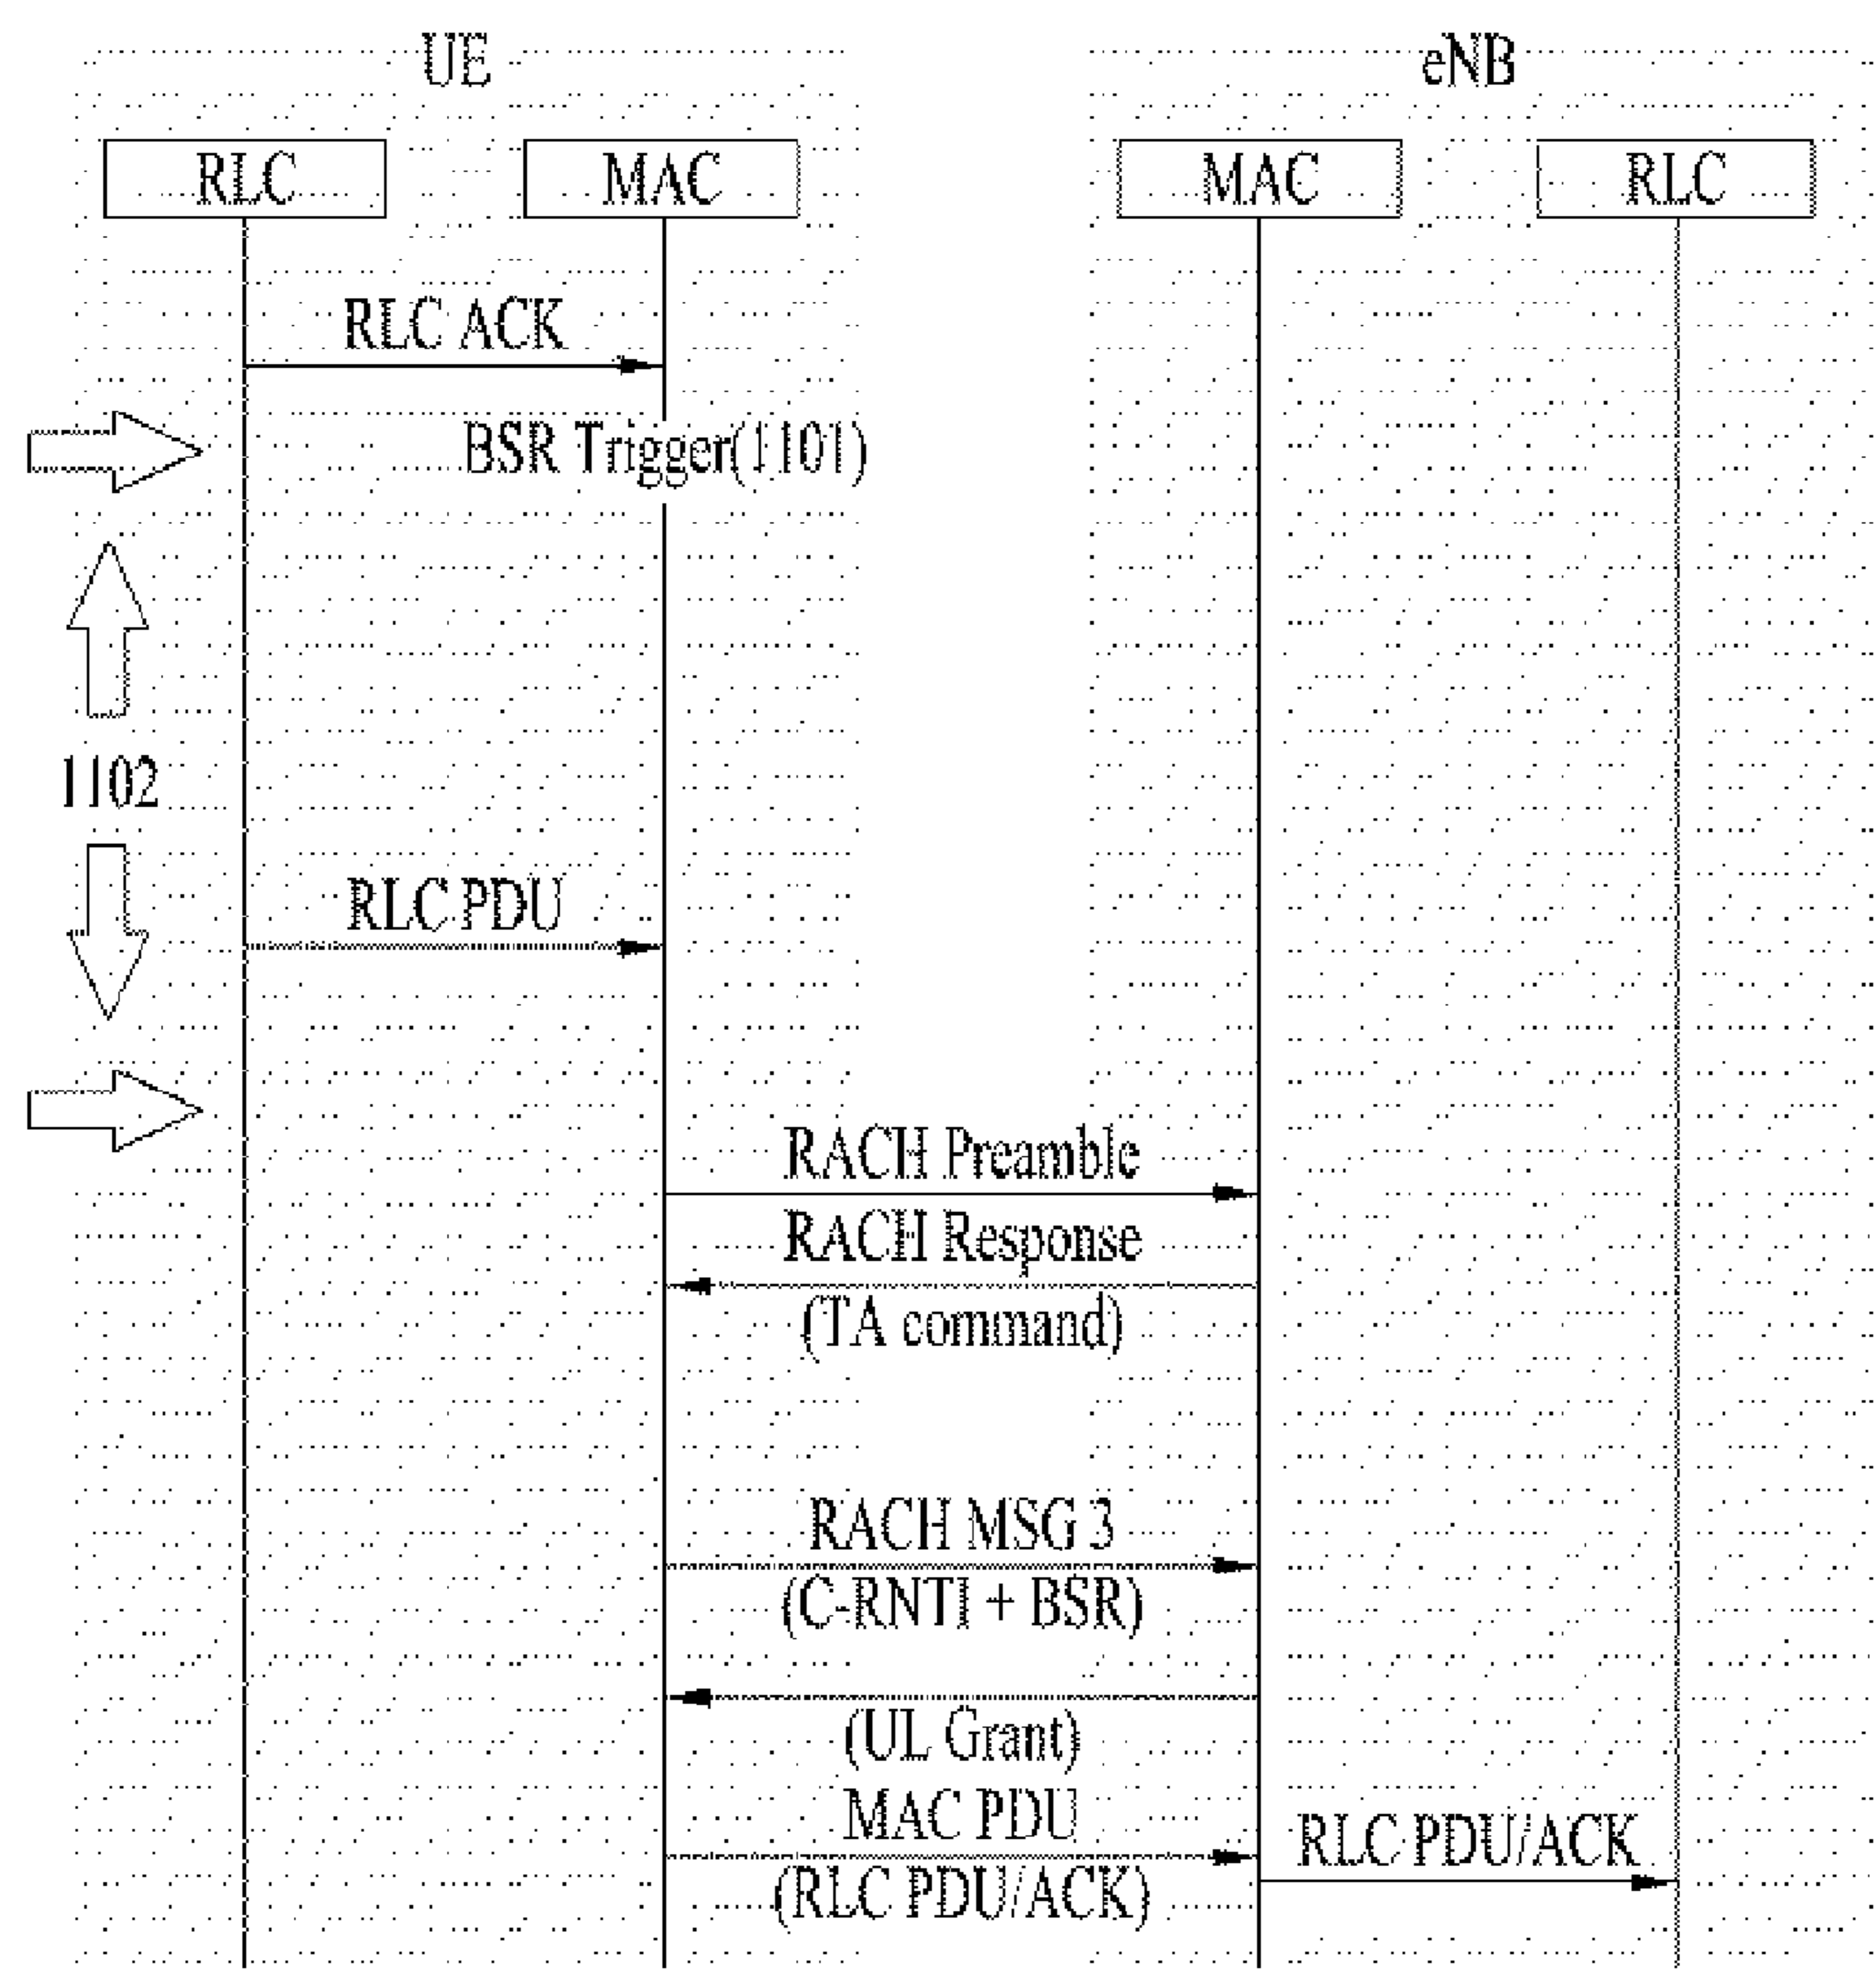 UE
eNB
RLC
MAC
MAC
RLC
RLC ACK
BSR Trigger(1101)
1102
RLC PDU
RACH Preamble
RACH Response
(TA command)
RACH MSG 3
(C-RNTI + BSR)
(UL Grant)
MAC PDU
RLC PDU/ACK
(RLC PDU/ACK)